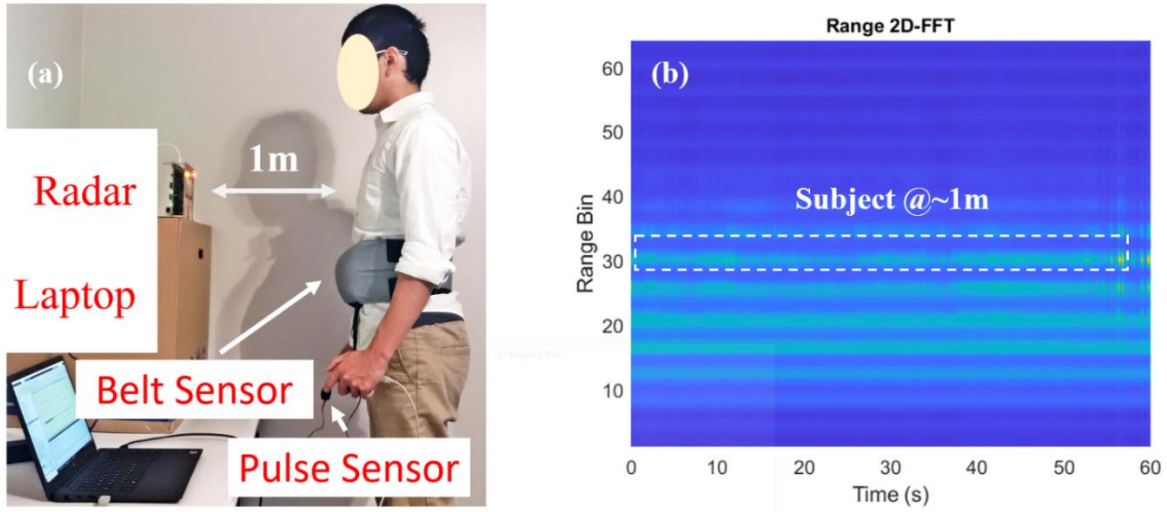 (a)
1m
Radar
Laptop
Belt Sensor
Pulse Sensor
Range 2D-FFT
(b)
Subject @~1m
Range Bin
60
50
40
30
20
10
0
10
20
30
40
50
60
Time (s)